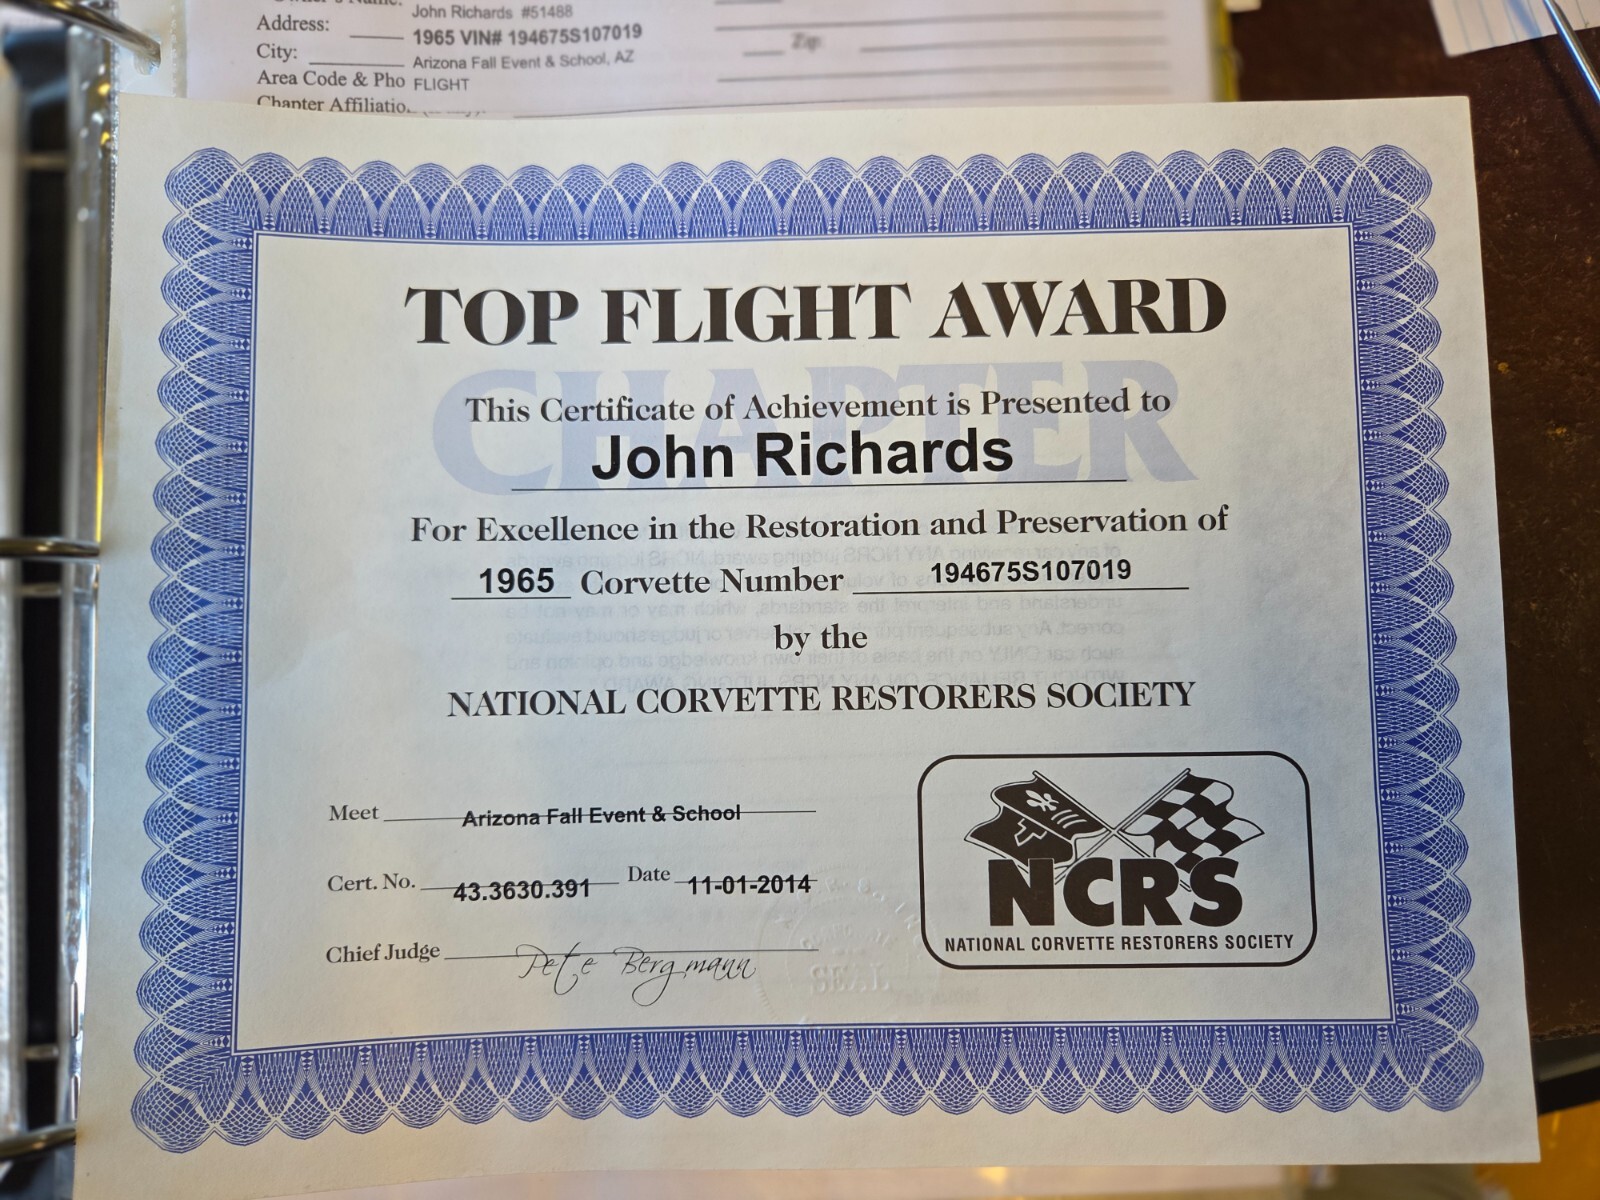 John Richards #51488
Address:
1965 VIN# 194675S107019
City:
Arizona Fall Event & School, AZ
Zip:
Area Code & Pho
FLIGHT
Chapter Affiliatio
TOP FLIGHT AWARD
CHAPTER
This Certificate of Achievement is Presented to
John Richards
For Excellence in the Restoration and Preservation of
1965 Corvette Number 194675S107019
by the
NATIONAL CORVETTE RESTORERS SOCIETY
Meet Arizona Fall Event & School
Cert. No. 43.3630.391 Date 11-01-2014
Chief Judge Pete Bergmann
NCRS
NATIONAL CORVETTE RESTORERS SOCIETY